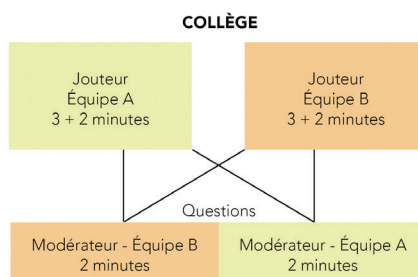 COLLÈGE
Jouteur
Équipe A
3 + 2 minutes
Jouteur
Équipe B
3 + 2 minutes
Questions
Modérateur - Équipe B
2 minutes
Modérateur - Équipe A
2 minutes